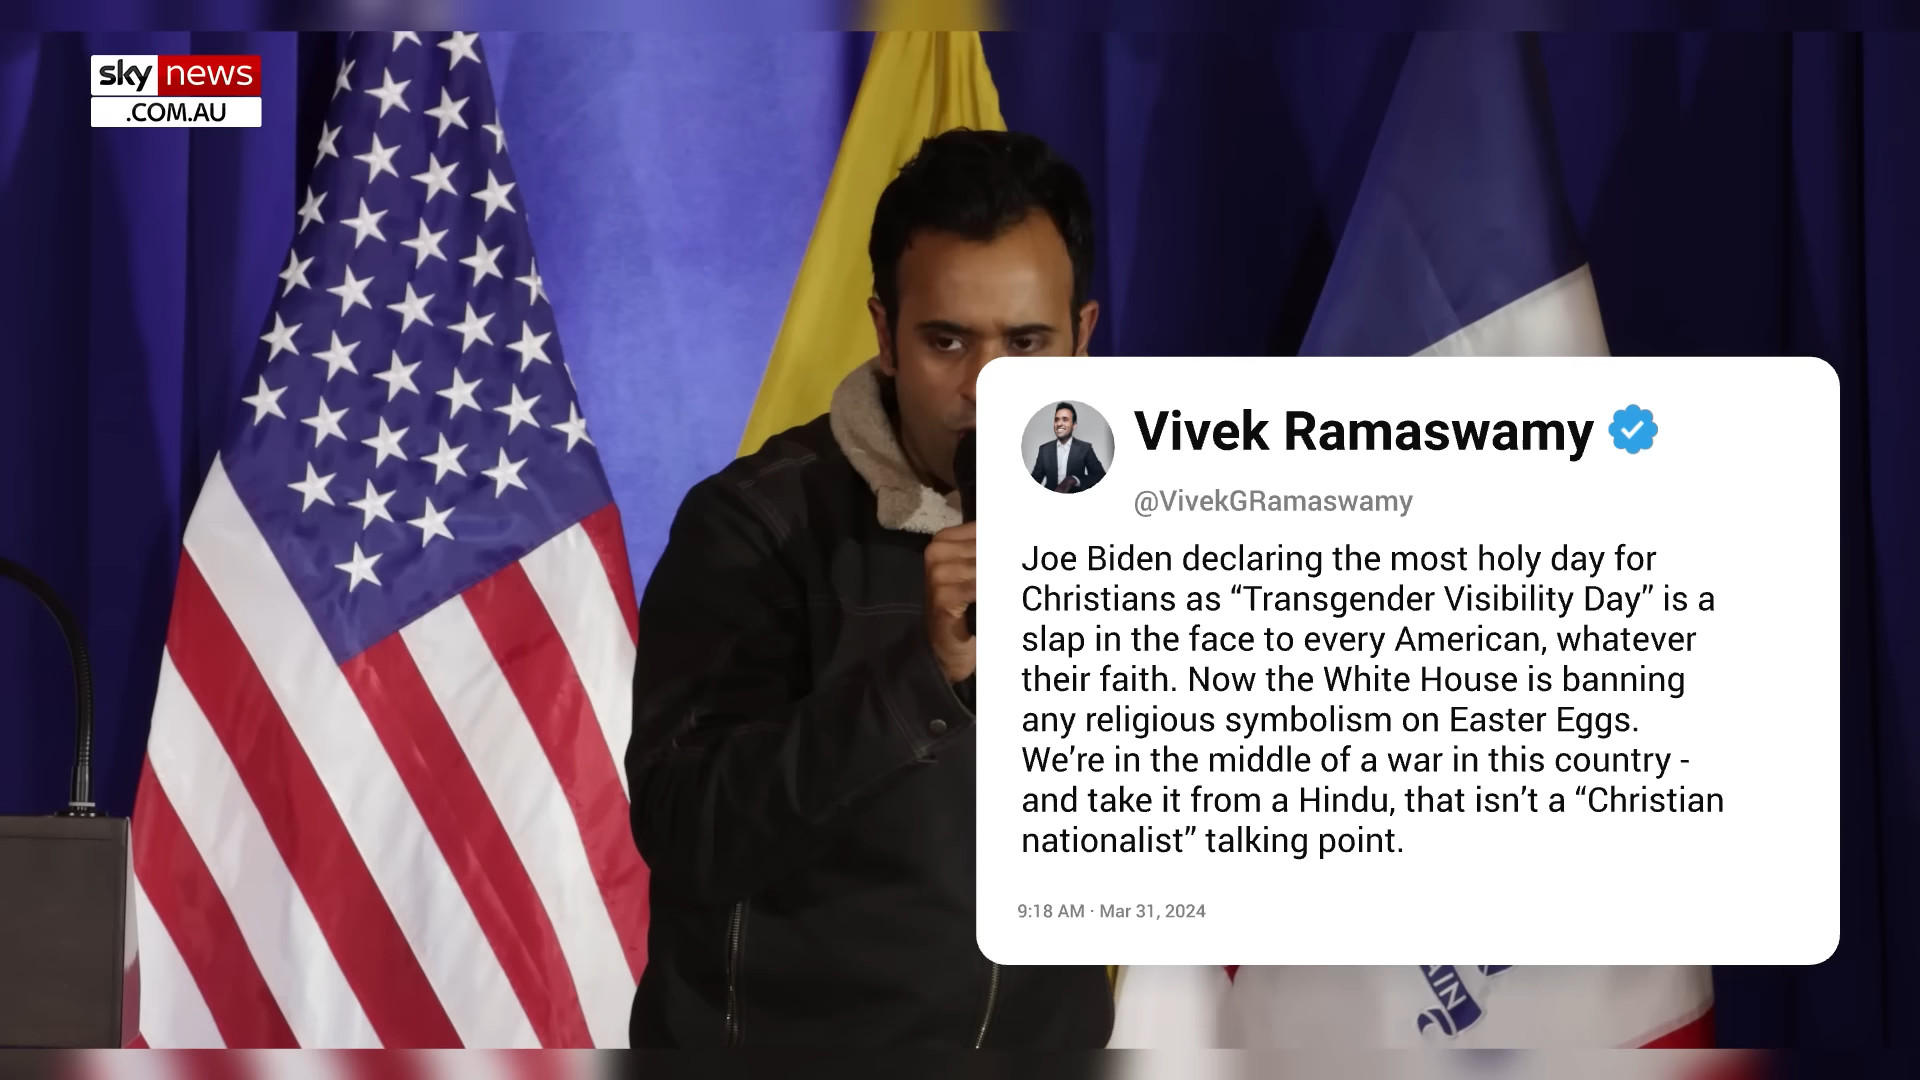 sky news
.COM.AU
Vivek Ramaswamy
@VivekGRamaswamy
Joe Biden declaring the most holy day for
Christians as “Transgender Visibility Day” is a
slap in the face to every American, whatever
their faith. Now the White House is banning
any religious symbolism on Easter Eggs.
We’re in the middle of a war in this country -
and take it from a Hindu, that isn’t a “Christian
nationalist” talking point.
9:18 AM · Mar 31, 2024
AIN